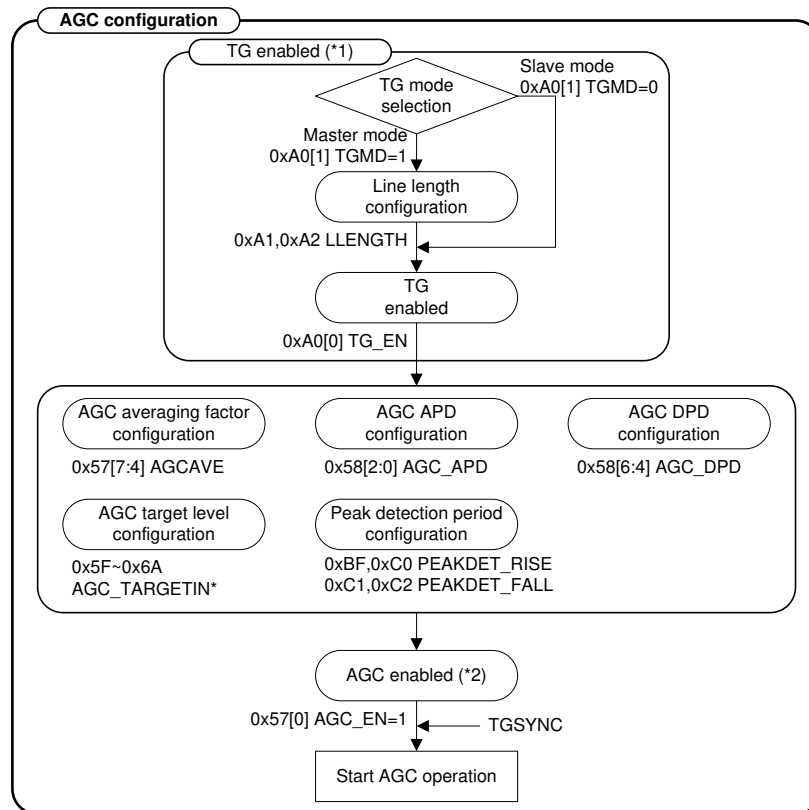 AGC configuration
TG enabled (*1)
TG mode
selection
Slave mode
0xA0[1] TGMD=0
Master mode
0xA0[1] TGMD=1
Line length
configuration
0xA1,0xA2 LLENGTH
TG
enabled
0xA0[0] TG_EN
AGC averaging factor
configuration
0x57[7:4] AGCAVE
AGC APD
configuration
0x58[2:0] AGC_APD
AGC DPD
configuration
0x58[6:4] AGC_DPD
AGC target level
configuration
0x5F~0x6A
AGC_TARGETIN*
Peak detection period
configuration
0xBF,0xC0 PEAKDET_RISE
0xC1,0xC2 PEAKDET_FALL
AGC enabled (*2)
0x57[0] AGC_EN=1
TGSYNC
Start AGC operation